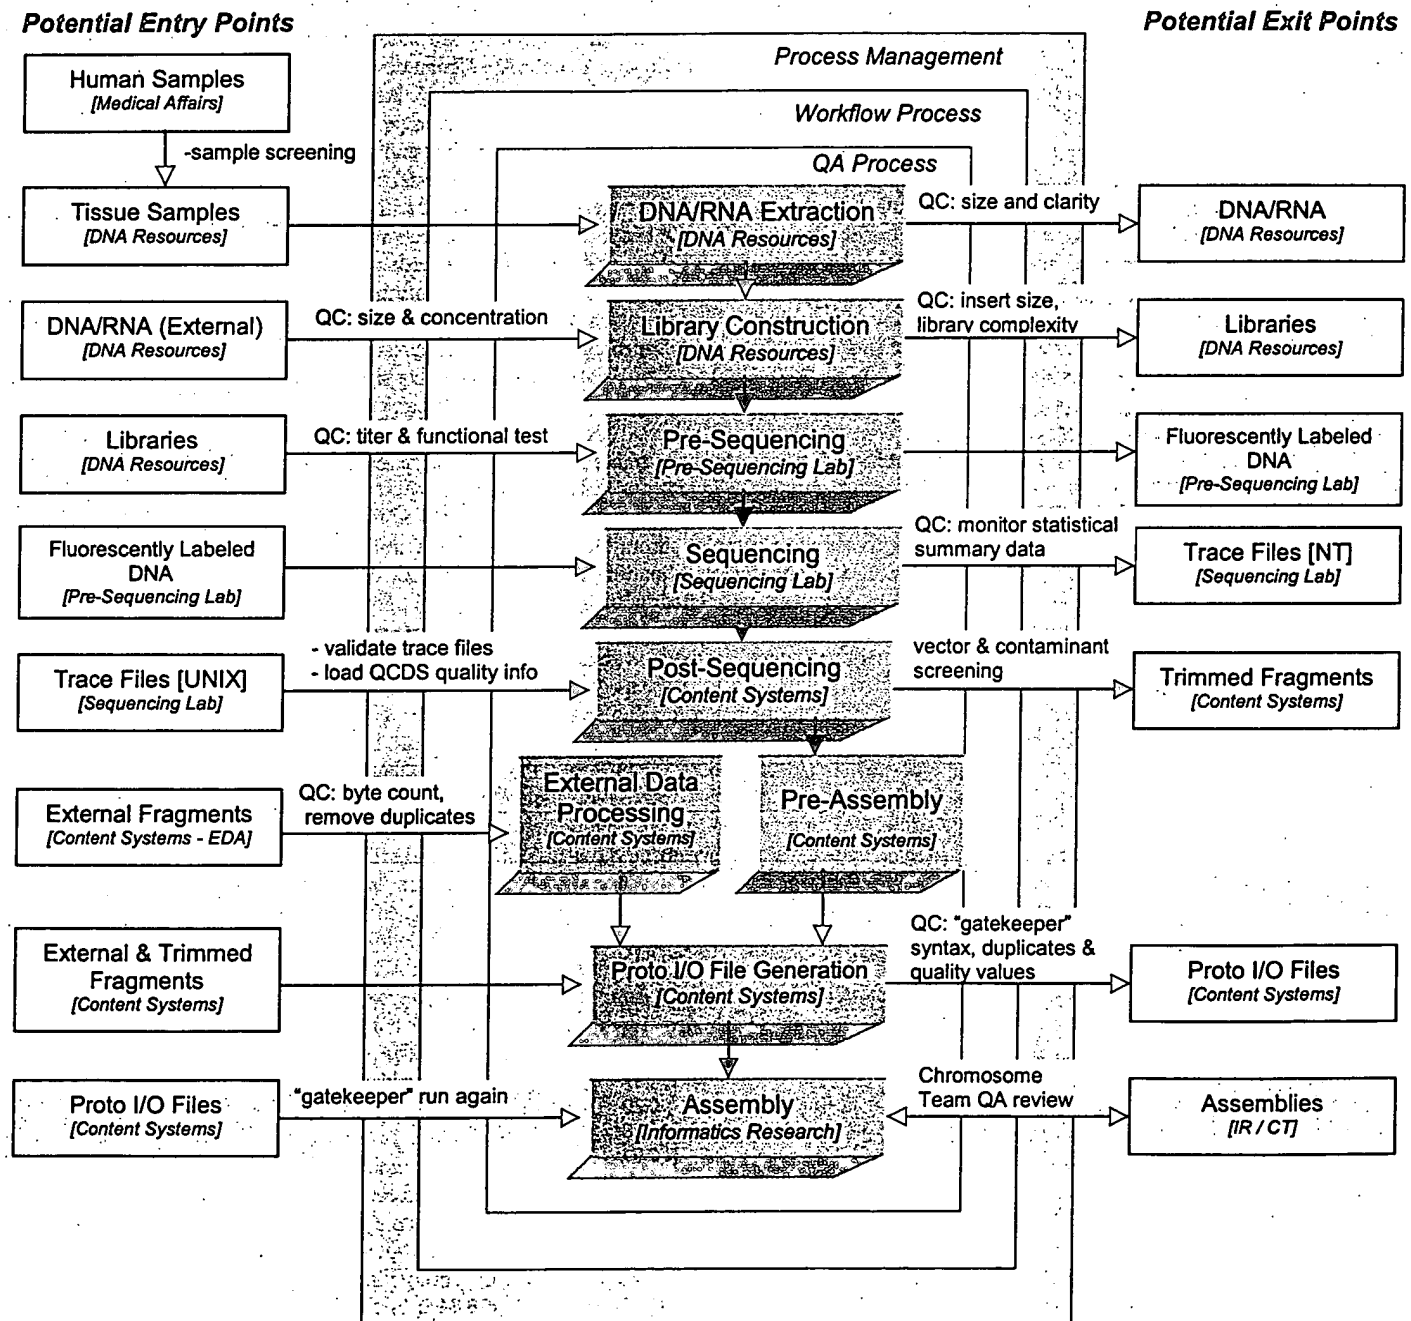 Potential Entry Points
Potential Exit Points
Process Management
Workflow Process
QA Process
Human Samples
[Medical Affairs]
-sample screening
Tissue Samples
[DNA Resources]
DNA/RNA Extraction
[DNA Resources]
QC: size and clarity
DNA/RNA
[DNA Resources]
DNA/RNA (External)
[DNA Resources]
QC: size & concentration
Library Construction
[DNA Resources]
QC: insert size,
library complexity
Libraries
[DNA Resources]
Libraries
[DNA Resources]
QC: titer & functional test
Pre-Sequencing
[Pre-Sequencing Lab]
Fluorescently Labeled
DNA
[Pre-Sequencing Lab]
Fluorescently Labeled
DNA
[Pre-Sequencing Lab]
Sequencing
[Sequencing Lab]
QC: monitor statistical
summary data
Trace Files [NT]
[Sequencing Lab]
Trace Files [UNIX]
[Sequencing Lab]
- validate trace files
- load QCDS quality info
Post-Sequencing
[Content Systems]
vector & contaminant
screening
Trimmed Fragments
[Content Systems]
External Fragments
[Content Systems - EDA]
QC: byte count,
remove duplicates
External Data
Processing
[Content Systems]
Pre-Assembly
[Content Systems]
External & Trimmed
Fragments
[Content Systems]
Proto I/O File Generation
[Content Systems]
QC: "gatekeeper"
syntax, duplicates &
quality values
Proto I/O Files
[Content Systems]
Proto I/O Files
[Content Systems]
"gatekeeper" run again
Assembly
[Informatics Research]
Chromosome
Team QA review
Assemblies
[IR / CT]